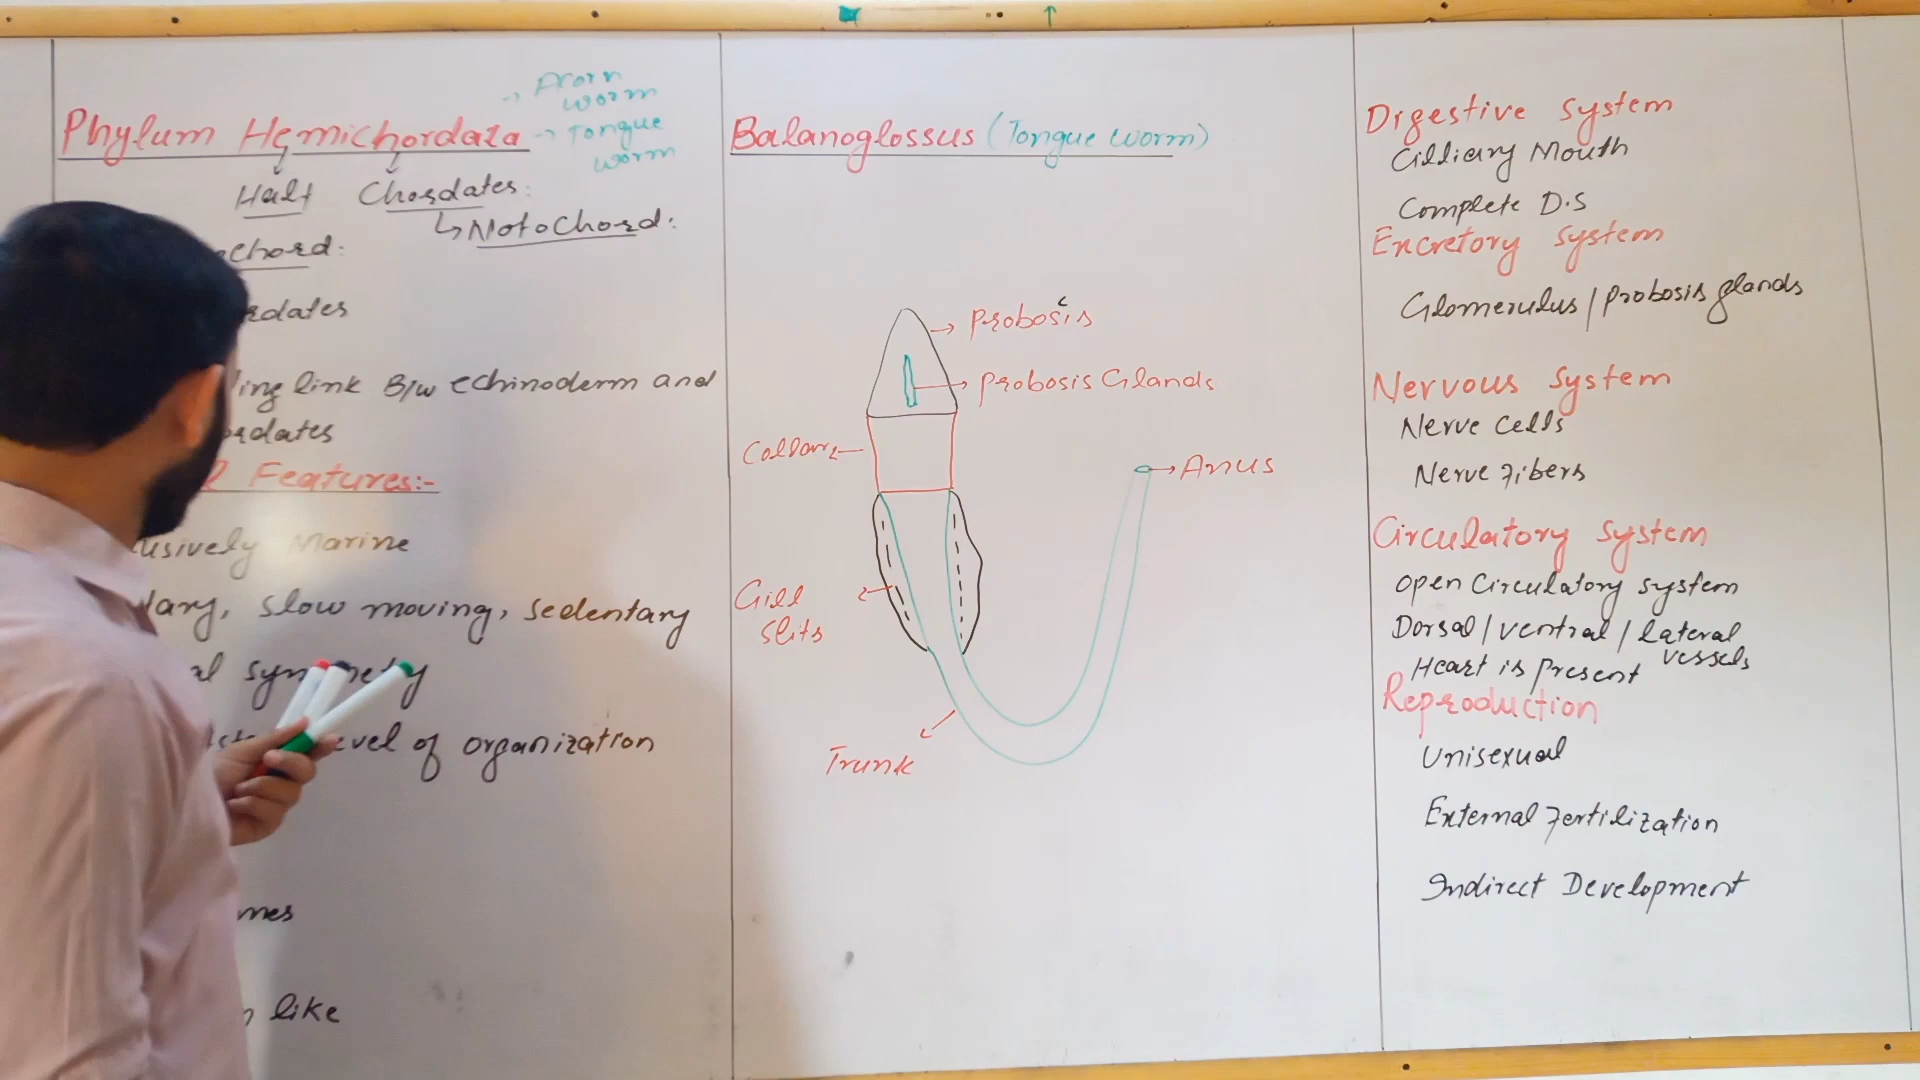 Phylum Hemichordata
→ Acorn
worm
→ Tongue
worm
Half Chordates:
↳ Notochord:
chord:
rdates
ing link B/w echinoderm and
ordates
Features:-
usively Marine
tary, slow moving, sedentary
al symmetry
level of organization
mes
like
Balanoglossus (Tongue worm)
Probosis
c
Probosis Glands
Collar
Anus
Gill
slits
Trunk
Digestive System
Cilliary Mouth
Complete D.S
Excretory System
Glomerulus / Probosis glands
Nervous System
Nerve Cells
Nerve Fibers
Circulatory System
Open Circulatory system
Dorsal / ventral / lateral
vessels
Heart is present
Reproduction
Unisexual
External Fertilization
Indirect Development